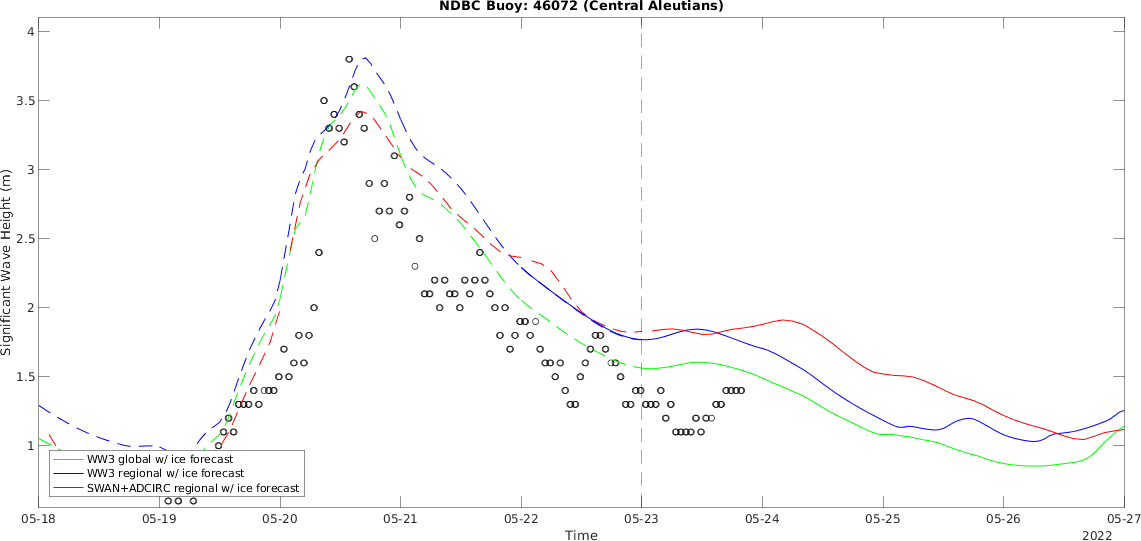 NDBC Buoy: 46072 (Central Aleutians)
4
3.5
3
2.5
2
1.5
1
Significant Wave Height (m)
WW3 global w/ ice forecast
WW3 regional w/ ice forecast
SWAN+ADCIRC regional w/ ice forecast
05-18 05-19 05-20 05-21 05-22 05-23 05-24 05-25 05-26 05-27
Time
2022